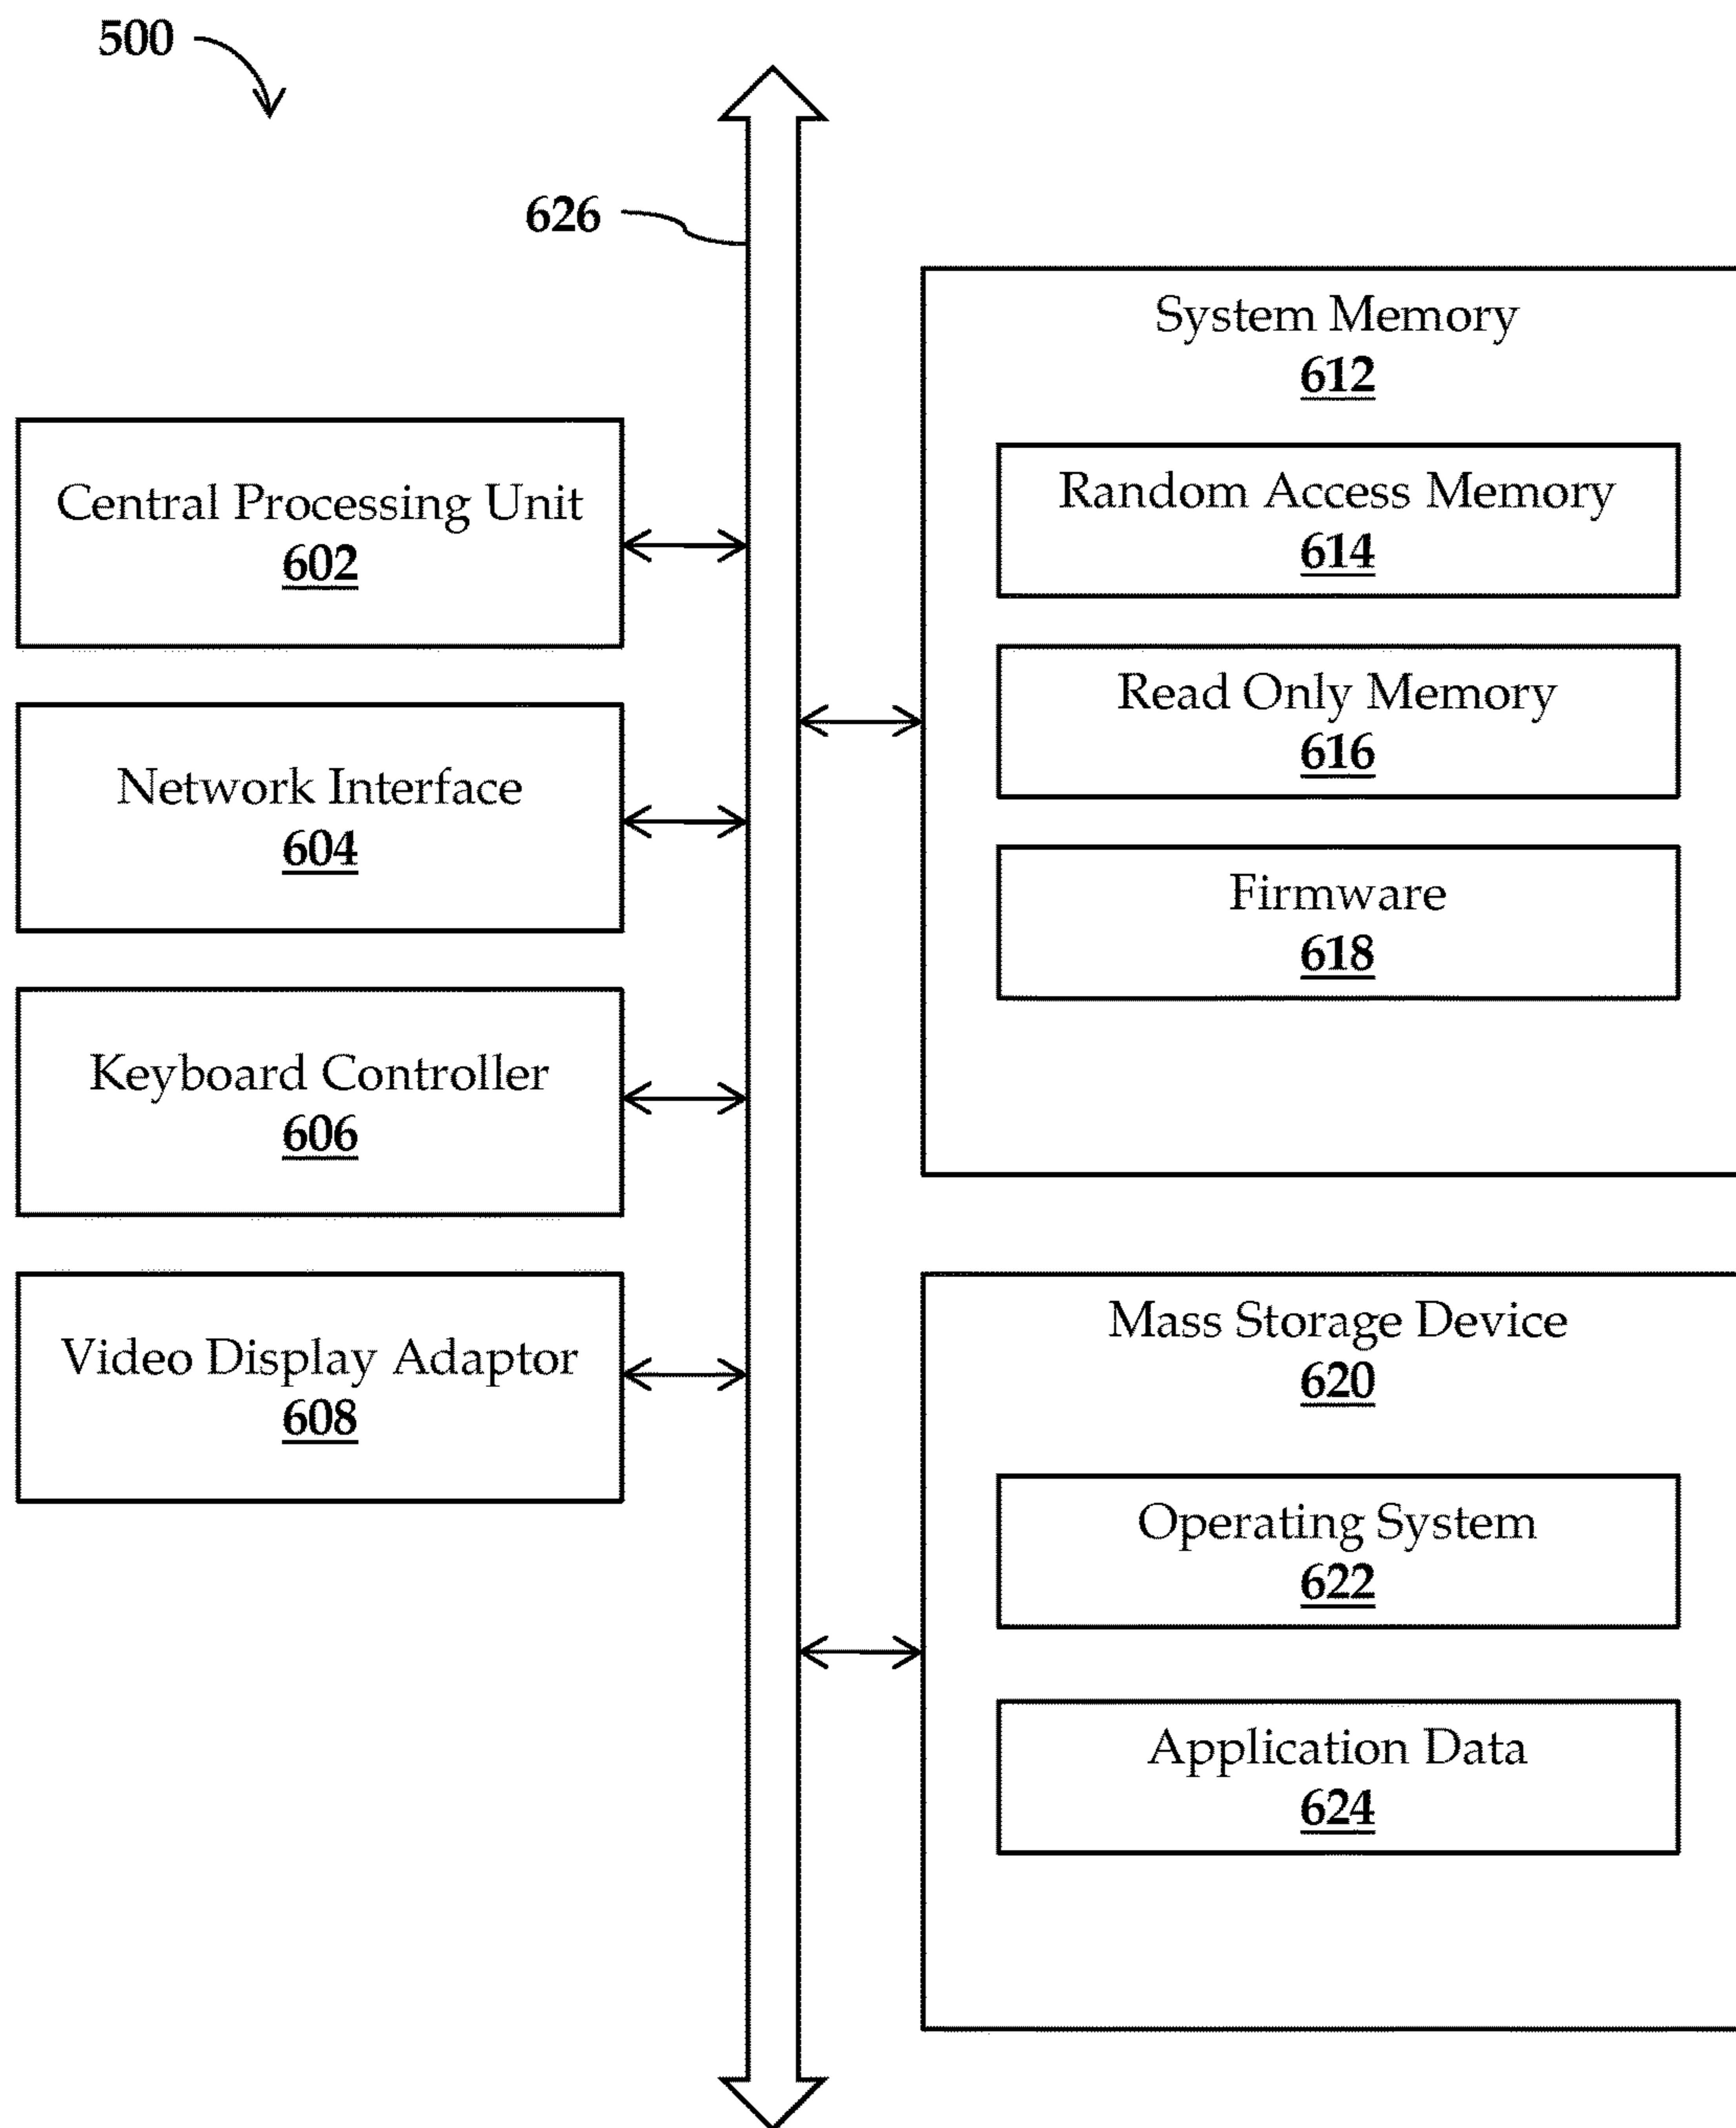 500
626
System Memory
612
Random Access Memory
614
Read Only Memory
616
Firmware
618
Central Processing Unit
602
Network Interface
604
Keyboard Controller
606
Video Display Adaptor
608
Mass Storage Device
620
Operating System
622
Application Data
624